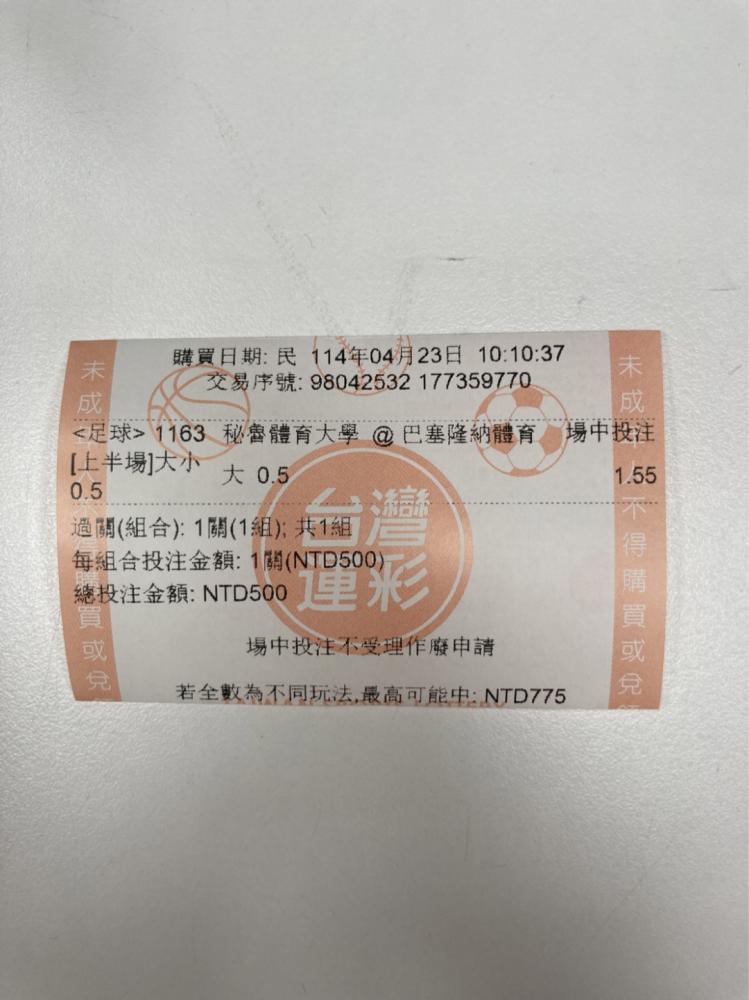 購買日期: 民 114年04月23日 10:10:37
交易序號: 98042532 177359770
<足球> 1163 秘魯體育大學 @ 巴塞隆納體育 場中投注
[上半場]大小 0.5 大 0.5 1.55
過關(組合): 1關(1組); 共1組
每組合投注金額: 1關(NTD500)
總投注金額: NTD500
場中投注不受理作廢申請
若全數為不同玩法,最高可能中: NTD775
台灣
運彩
未成
得購買或兌
未成
不得購買或兌